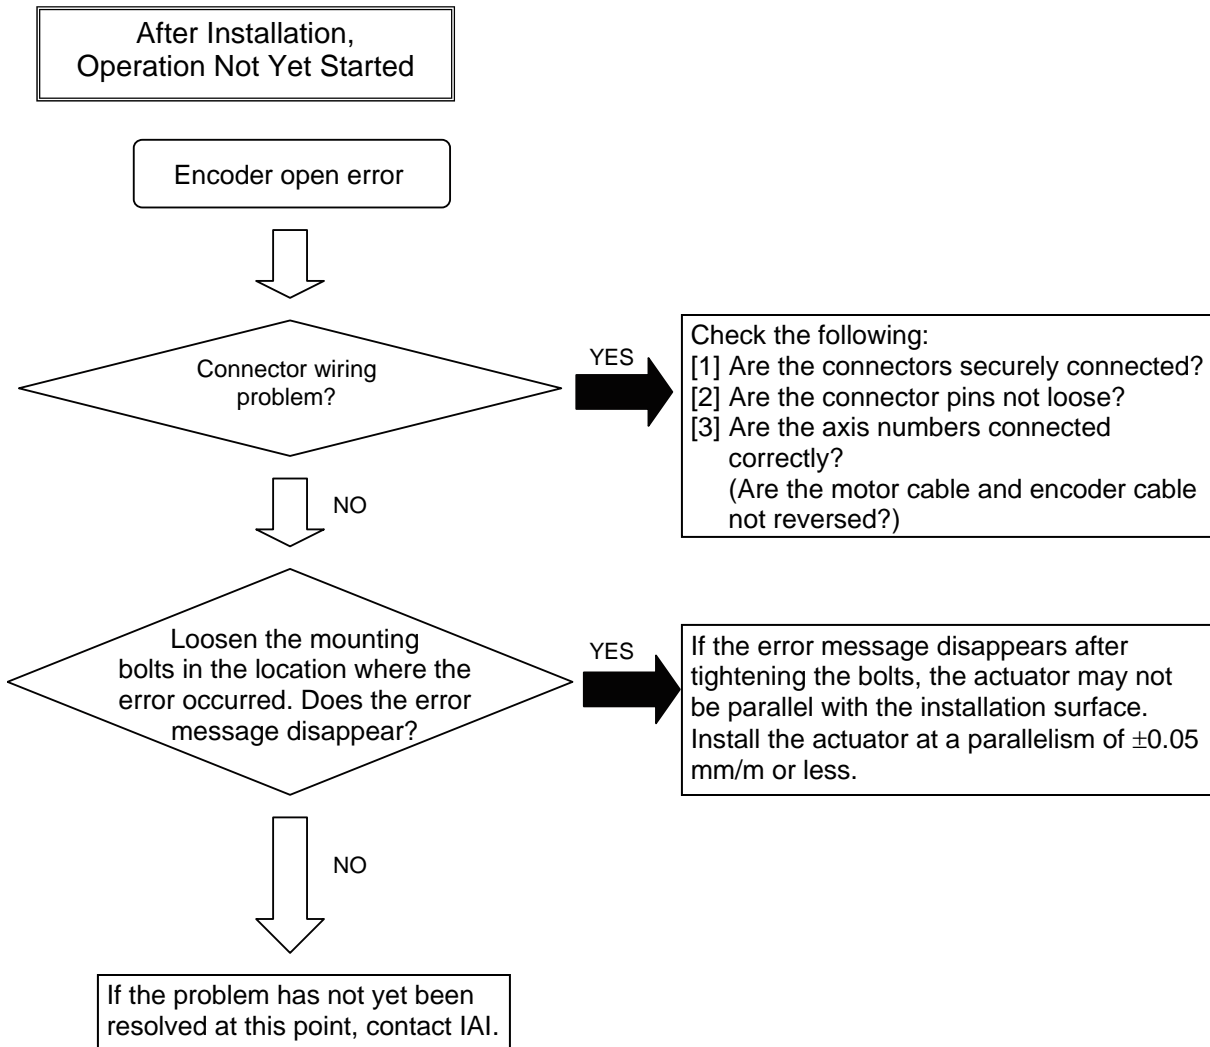 After Installation,
Operation Not Yet Started
Encoder open error
Connector wiring
problem?
YES
Check the following:
[1] Are the connectors securely connected?
[2] Are the connector pins not loose?
[3] Are the axis numbers connected
correctly?
(Are the motor cable and encoder cable
not reversed?)
NO
Loosen the mounting
bolts in the location where the
error occurred. Does the error
message disappear?
YES
If the error message disappears after
tightening the bolts, the actuator may not
be parallel with the installation surface.
Install the actuator at a parallelism of ±0.05
mm/m or less.
NO
If the problem has not yet been
resolved at this point, contact IAI.